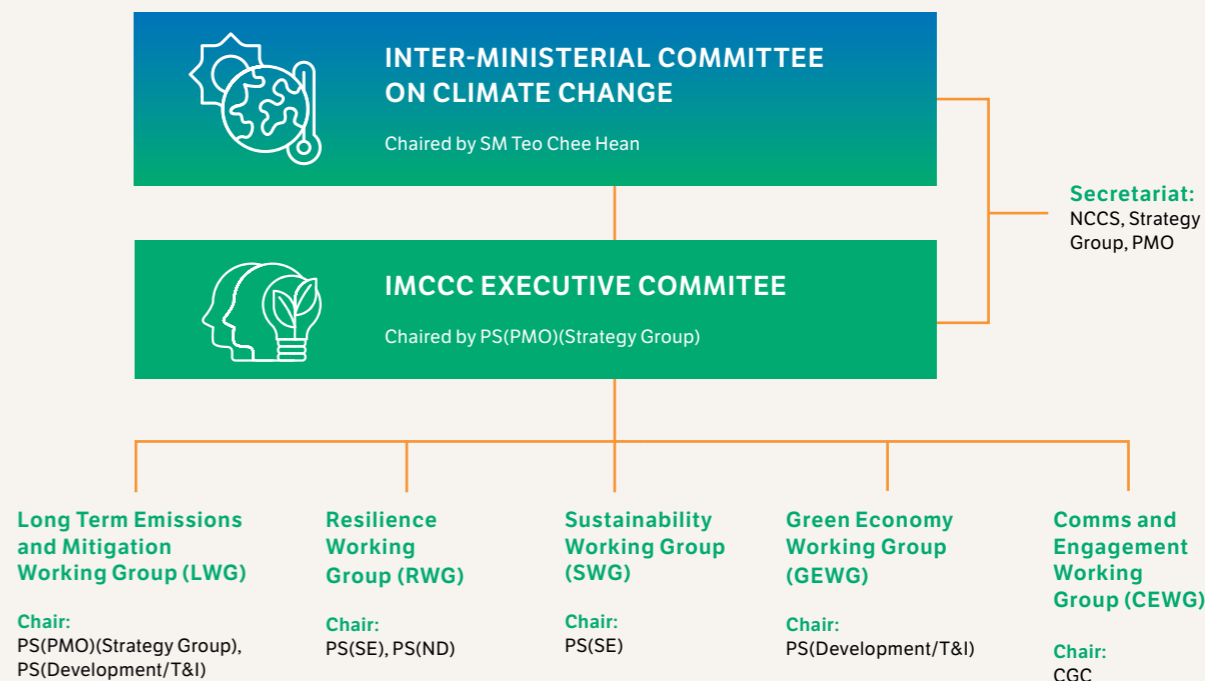 INTER-MINISTERIAL COMMITTEE
ON CLIMATE CHANGE
Chaired by SM Teo Chee Hean
Secretariat:
NCCS, Strategy
Group, PMO
IMCCC EXECUTIVE COMMITEE
Chaired by PS(PMO)(Strategy Group)
Long Term Emissions
and Mitigation
Working Group (LWG)
Chair:
PS(PMO)(Strategy Group),
PS(Development/T&I)
Resilience
Working
Group (RWG)
Chair:
PS(SE), PS(ND)
Sustainability
Working Group
(SWG)
Chair:
PS(SE)
Green Economy
Working Group
(GEWG)
Chair:
PS(Development/T&I)
Comms and
Engagement
Working
Group (CEWG)
Chair:
CGC